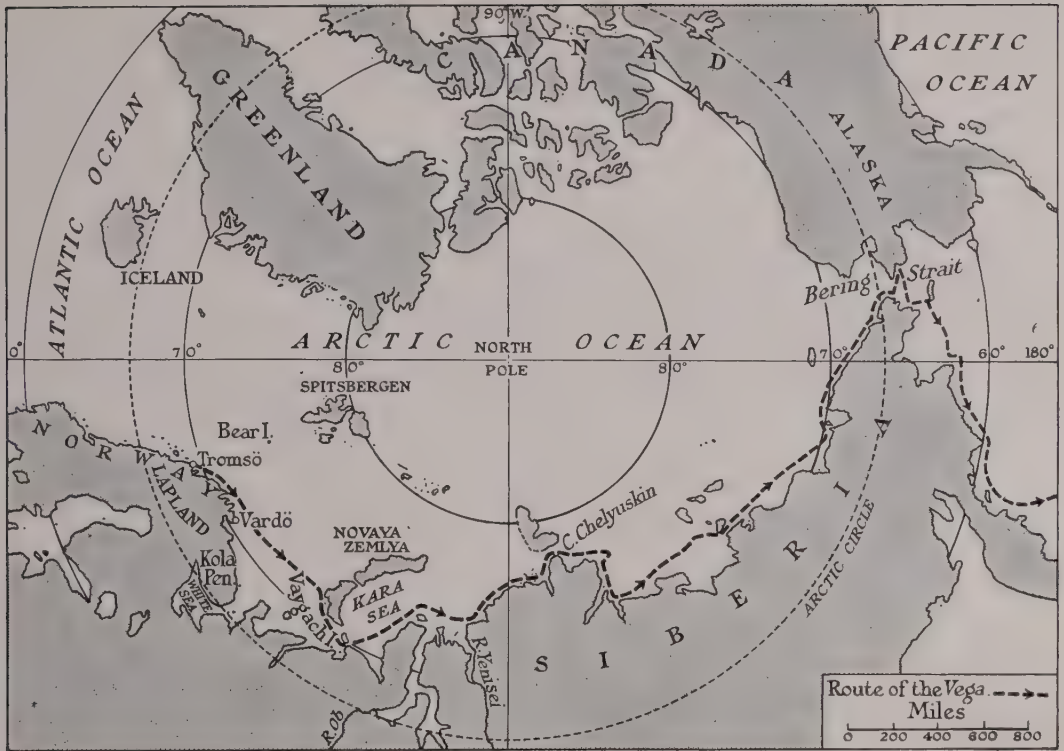 90°W.
CANADA
PACIFIC
OCEAN
GREENLAND
ATLANTIC OCEAN
ALASKA
ICELAND
Bering Strait
ARCTIC OCEAN
NORTH
POLE
0°
70°
80°
80°
70°
60°
180°
SPITSBERGEN
Bear I.
NORWAY
Tromsö
LAPLAND
Vardö
C. Chelyuskin
NOVAYA
ZEMLYA
Kola
Pen.
WHITE
SEA
Vaygach I.
KARA
SEA
SIBERIA
ARCTIC CIRCLE
R. Yenisei
R. Ob
Route of the Vega
Miles
0 200 400 600 800